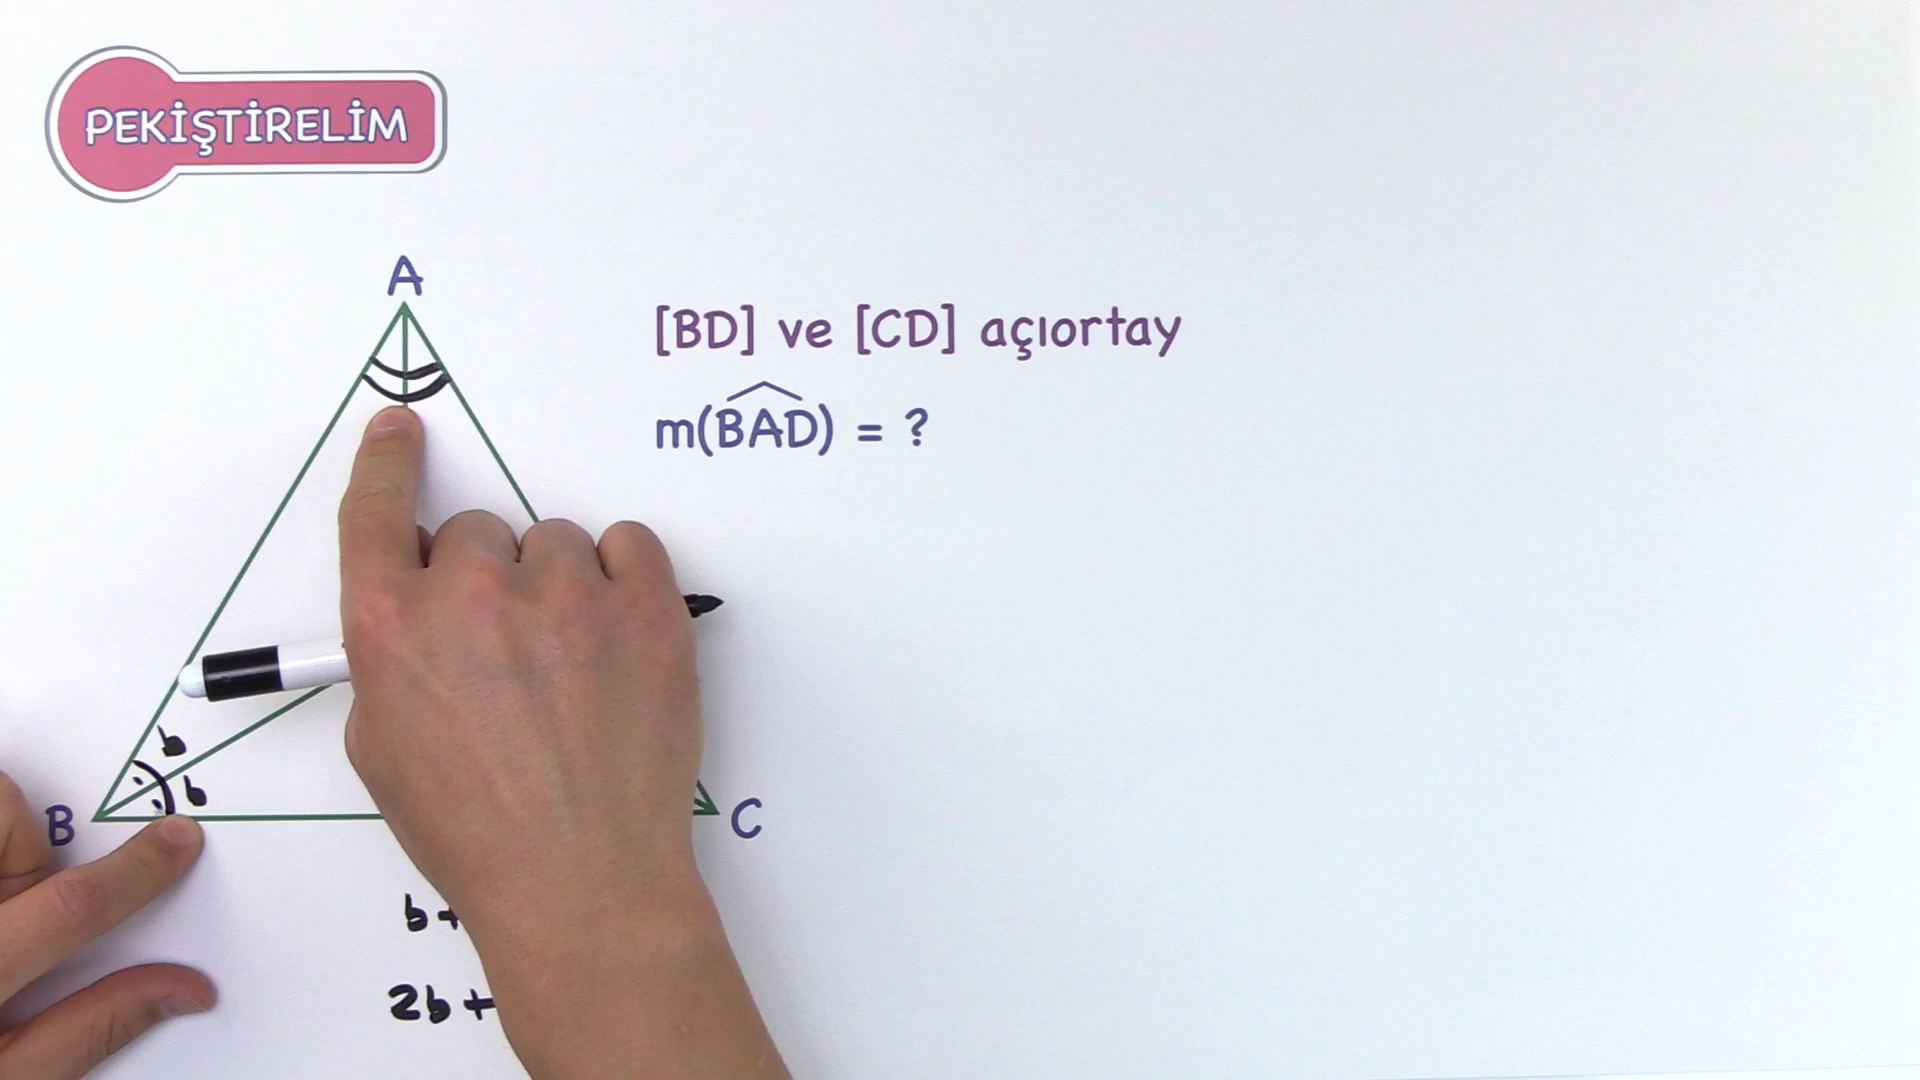 PEKİŞTİRELİM
A
[BD] ve [CD] açıortay
m(BAD) = ?
b
b
B
C
b+
2b+